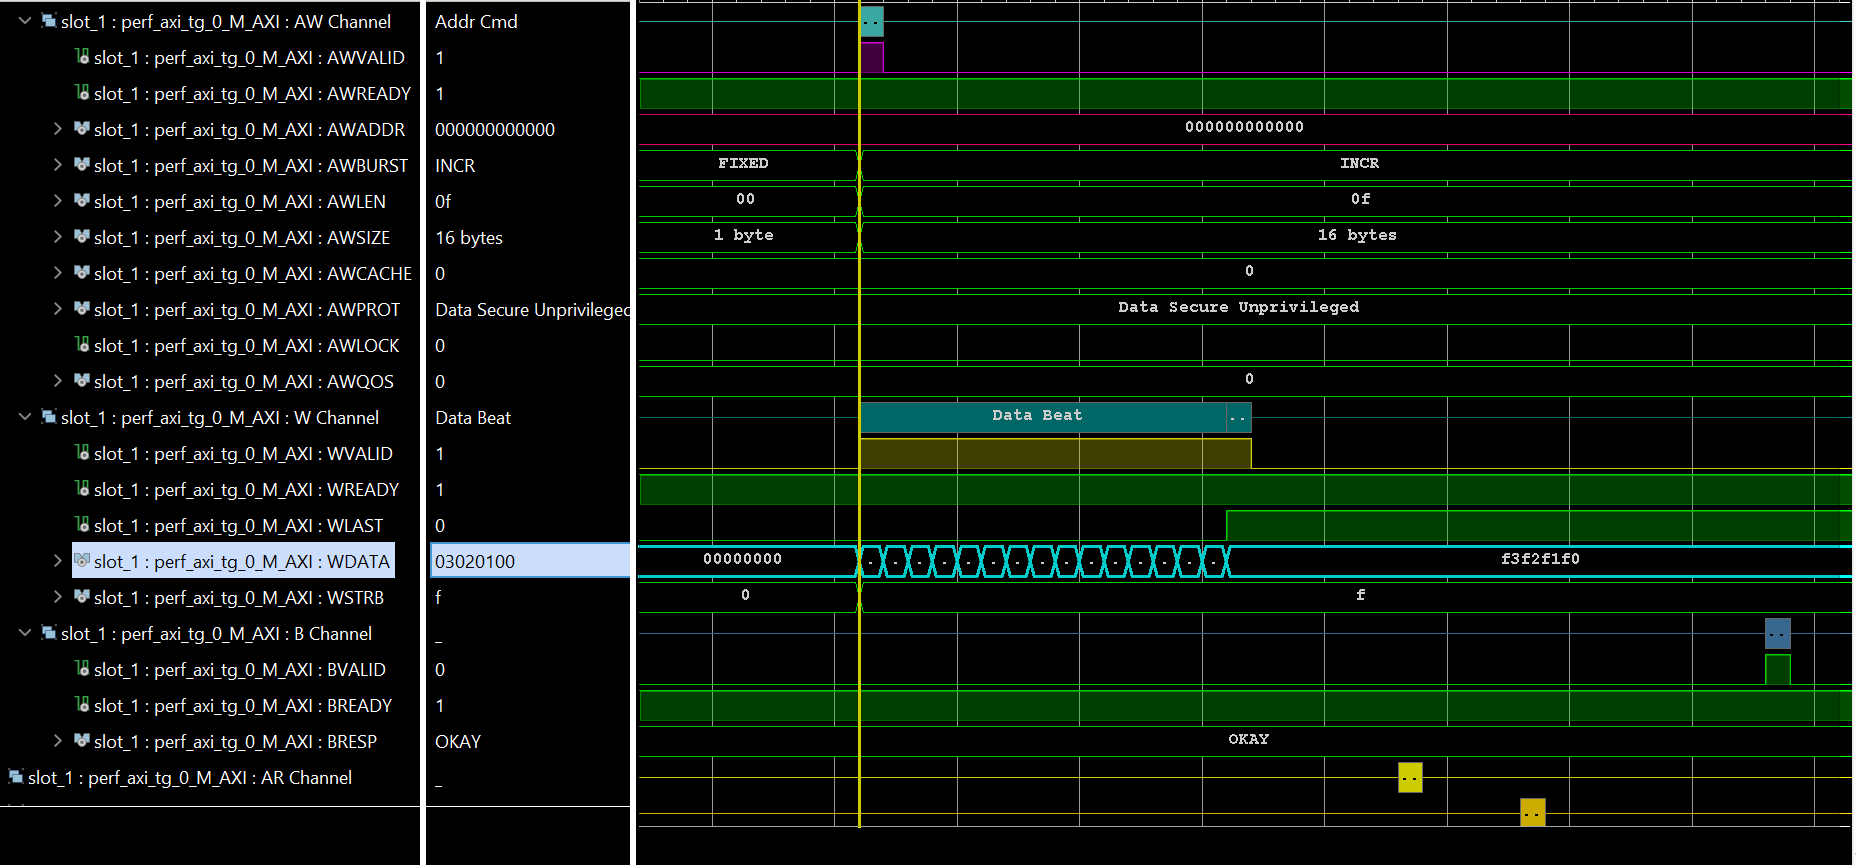 slot_1 : perf_axi_tg_0_M_AXI : AW Channel Addr Cmd --
slot_1 : perf_axi_tg_0_M_AXI : AWVALID 1
slot_1 : perf_axi_tg_0_M_AXI : AWREADY 1
slot_1 : perf_axi_tg_0_M_AXI : AWADDR 000000000000 000000000000
slot_1 : perf_axi_tg_0_M_AXI : AWBURST INCR FIXED INCR
slot_1 : perf_axi_tg_0_M_AXI : AWLEN 0f 00 0f
slot_1 : perf_axi_tg_0_M_AXI : AWSIZE 16 bytes 1 byte 16 bytes
slot_1 : perf_axi_tg_0_M_AXI : AWCACHE 0 0
slot_1 : perf_axi_tg_0_M_AXI : AWPROT Data Secure Unprivileged Data Secure Unprivileged
slot_1 : perf_axi_tg_0_M_AXI : AWLOCK 0
slot_1 : perf_axi_tg_0_M_AXI : AWQOS 0 0
slot_1 : perf_axi_tg_0_M_AXI : W Channel Data Beat Data Beat ..
slot_1 : perf_axi_tg_0_M_AXI : WVALID 1
slot_1 : perf_axi_tg_0_M_AXI : WREADY 1
slot_1 : perf_axi_tg_0_M_AXI : WLAST 0
slot_1 : perf_axi_tg_0_M_AXI : WDATA 03020100 00000000 . . . . . . . . . . . . . . . f3f2f1f0
slot_1 : perf_axi_tg_0_M_AXI : WSTRB f 0 f
slot_1 : perf_axi_tg_0_M_AXI : B Channel _ --
slot_1 : perf_axi_tg_0_M_AXI : BVALID 0
slot_1 : perf_axi_tg_0_M_AXI : BREADY 1
slot_1 : perf_axi_tg_0_M_AXI : BRESP OKAY OKAY
slot_1 : perf_axi_tg_0_M_AXI : AR Channel _ --
--